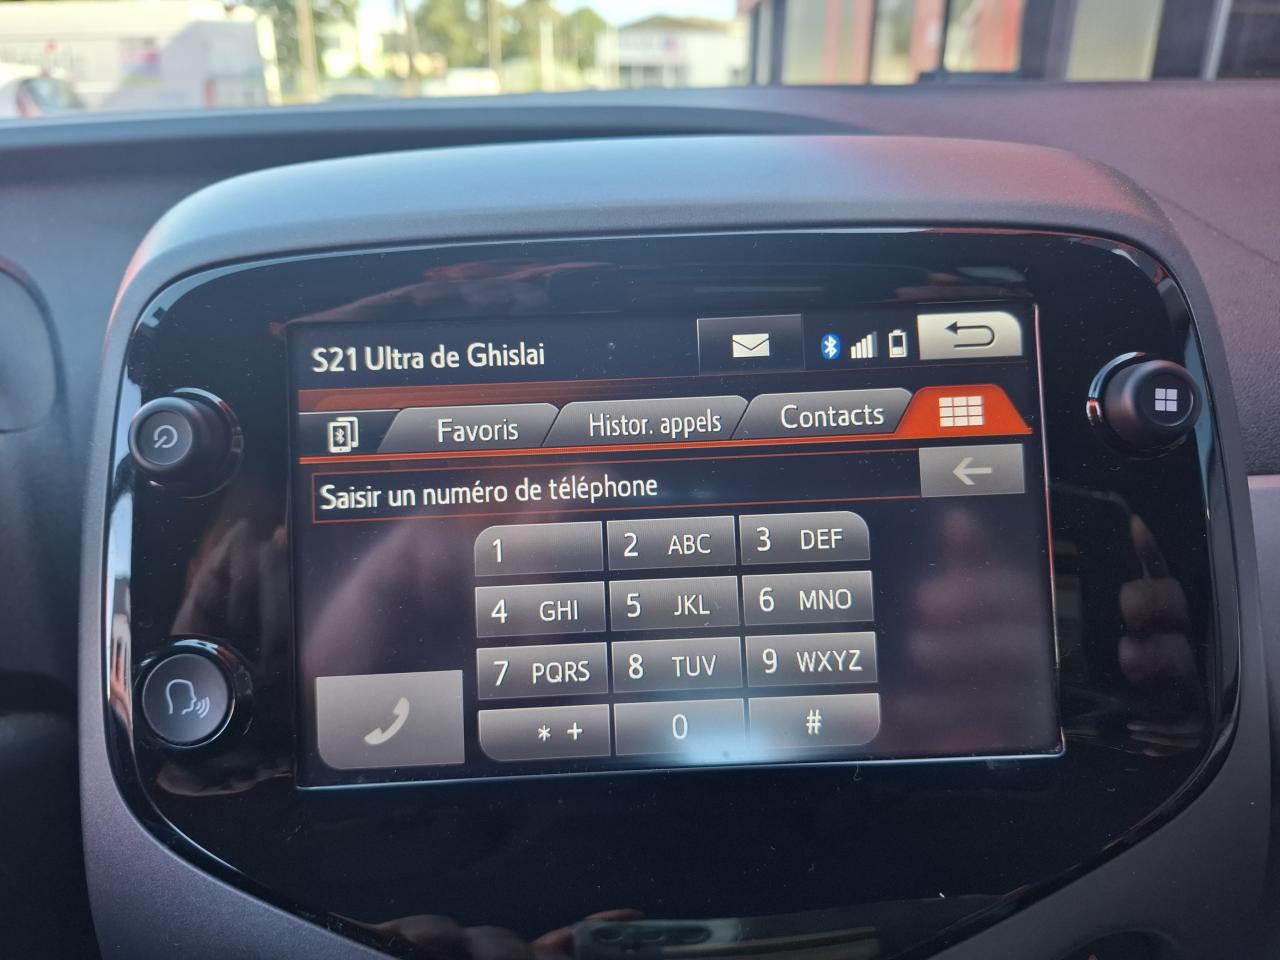 S21 Ultra de Ghislai
Favoris
Histor. appels
Contacts
Saisir un numéro de téléphone
1
2 ABC
3 DEF
4 GHI
5 JKL
6 MNO
7 PQRS
8 TUV
9 WXYZ
* +
0
#